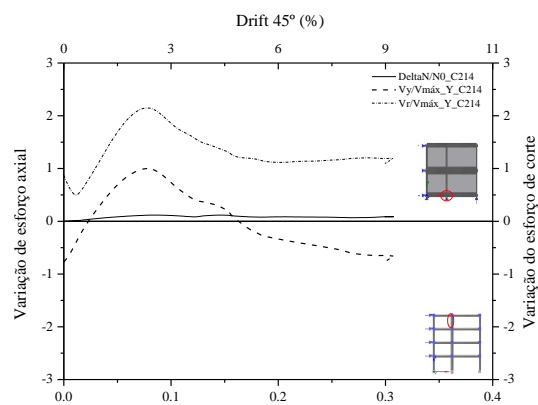 Drift 45º (%)
0 3 6 9 11
3 3
2 2
1 1
0 0
-1 -1
-2 -2
-3 -3
0.0 0.1 0.2 0.3 0.4
DeltaN/N0_C214
Vy/Vmáx_Y_C214
Vr/Vmáx_Y_C214
Variação de esforço axial
Variação do esforço de corte